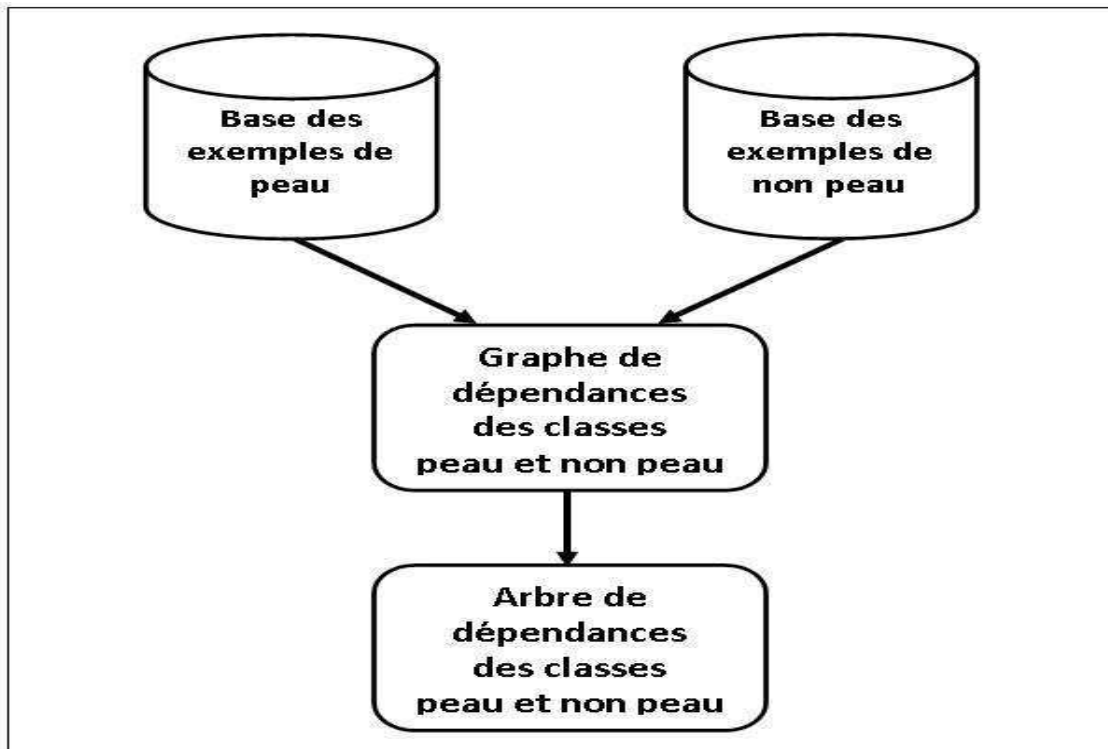 Base des
exemples de
peau
Base des
exemples de
non peau
Graphe de
dépendances
des classes
peau et non peau
Arbre de
dépendances
des classes
peau et non peau